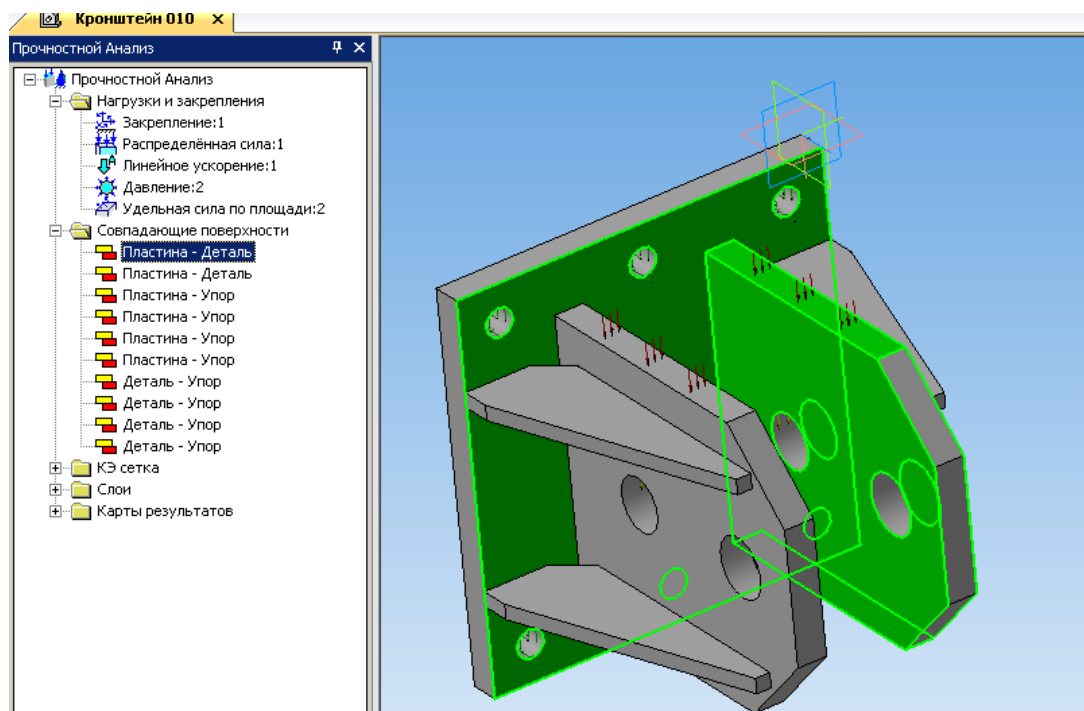 Кронштейн 010
Прочностной Анализ
Прочностной Анализ
Нагрузки и закрепления
Закрепление:1
Распределённая сила:1
Линейное ускорение:1
Давление:2
Удельная сила по площади:2
Совпадающие поверхности
Пластина - Деталь
Пластина - Деталь
Пластина - Упор
Пластина - Упор
Пластина - Упор
Пластина - Упор
Деталь - Упор
Деталь - Упор
Деталь - Упор
Деталь - Упор
КЭ сетка
Слои
Карты результатов